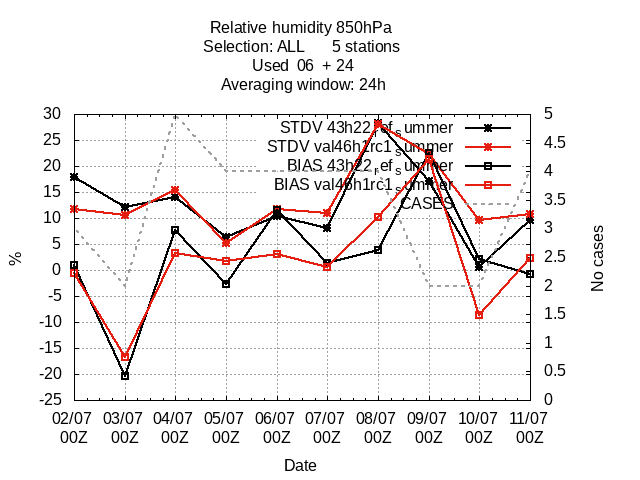 Relative humidity 850hPa
Selection: ALL 5 stations
Used 06 + 24
Averaging window: 24h
STDV 43h22_ref_summer
STDV val46h1rc1_summer
BIAS 43h22_ref_summer
BIAS val46h1rc1_summer
CASES
30
25
20
15
10
5
0
-5
-10
-15
-20
-25
%
5
4.5
4
3.5
3
2.5
2
1.5
1
0.5
0
No cases
02/07 03/07 04/07 05/07 06/07 07/07 08/07 09/07 10/07 11/07
00Z 00Z 00Z 00Z 00Z 00Z 00Z 00Z 00Z 00Z
Date